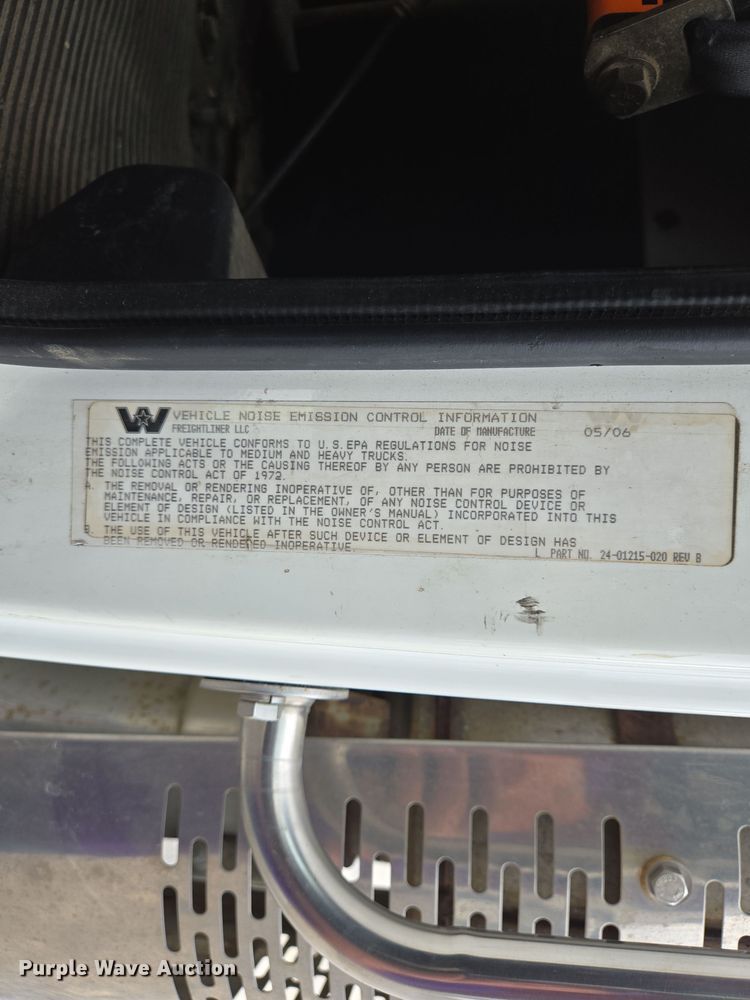 W VEHICLE NOISE EMISSION CONTROL INFORMATION
FREIGHTLINER LLC DATE OF MANUFACTURE 05/06
THIS COMPLETE VEHICLE CONFORMS TO U.S.EPA REGULATIONS FOR NOISE
EMISSION APPLICABLE TO MEDIUM AND HEAVY TRUCKS.
THE FOLLOWING ACTS OR THE CAUSING THEREOF BY ANY PERSON ARE PROHIBITED BY
THE NOISE CONTROL ACT OF 1972.
A. THE REMOVAL OR RENDERING INOPERATIVE OF, OTHER THAN FOR PURPOSES OF
MAINTENANCE, REPAIR, OR REPLACEMENT, OF ANY NOISE CONTROL DEVICE OR
ELEMENT OF DESIGN (LISTED IN THE OWNER'S MANUAL) INCORPORATED INTO THIS
VEHICLE IN COMPLIANCE WITH THE NOISE CONTROL ACT.
B. THE USE OF THIS VEHICLE AFTER SUCH DEVICE OR ELEMENT OF DESIGN HAS
BEEN REMOVED OR RENDERED INOPERATIVE.
L PART NO. 24-01215-020 REV B
Purple Wave Auction